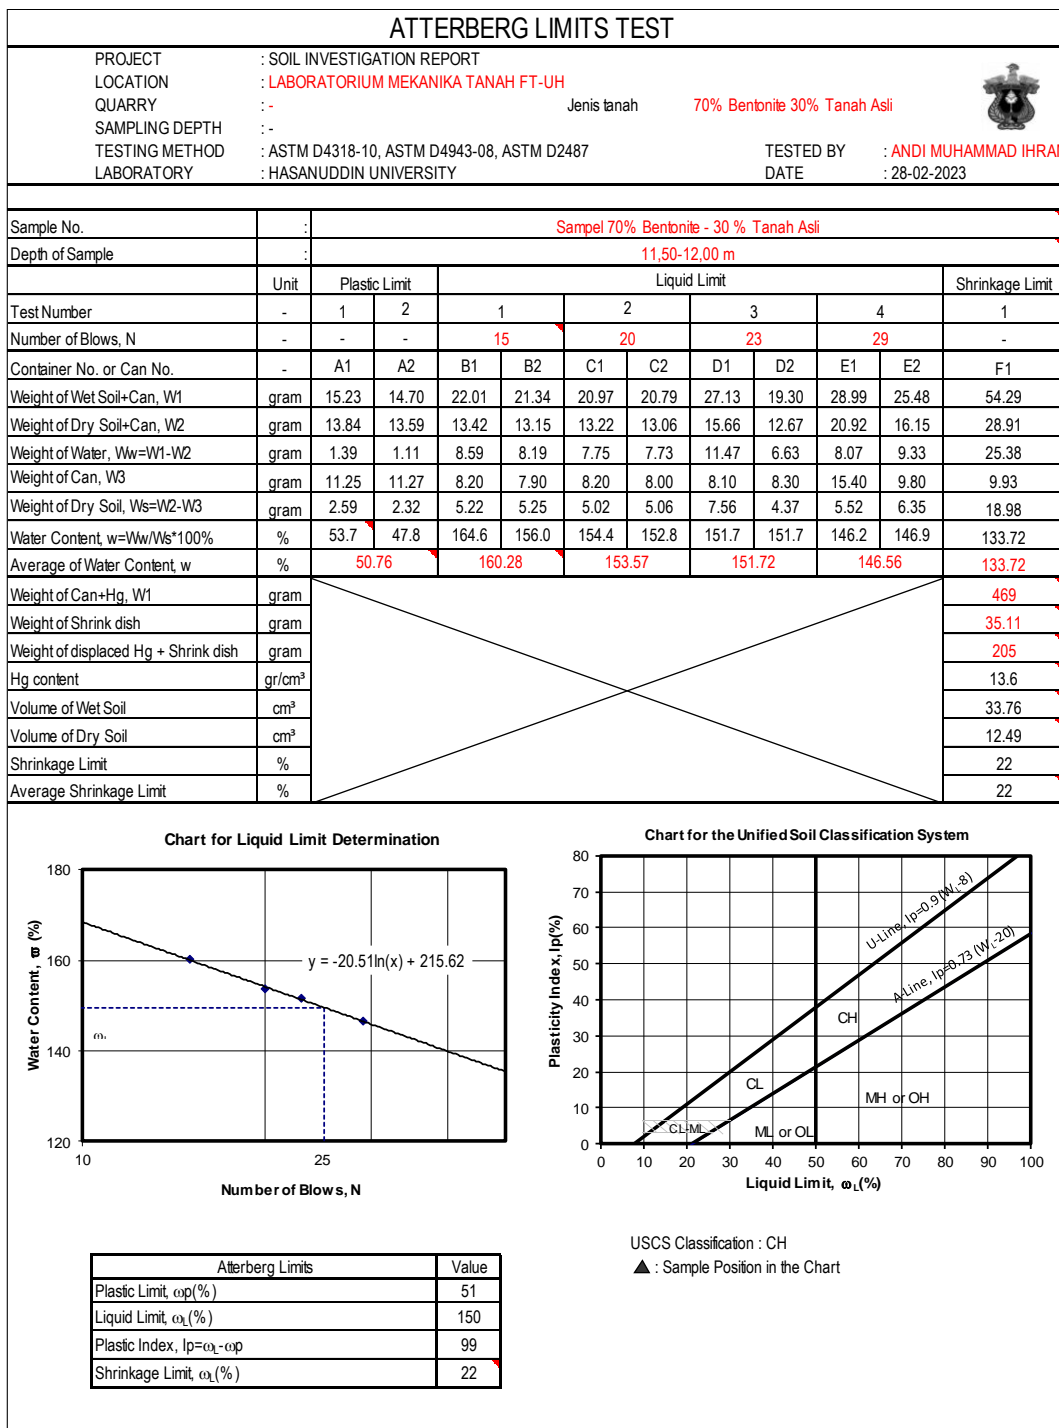 ATTERBERG LIMITS TEST
PROJECT : SOIL INVESTIGATION REPORT
LOCATION : LABORATORIUM MEKANIKA TANAH FT-UH
QUARRY : - Jenis tanah 70% Bentonite 30% Tanah Asli
SAMPLING DEPTH : -
TESTING METHOD : ASTM D4318-10, ASTM D4943-08, ASTM D2487 TESTED BY : ANDI MUHAMMAD IHRAM
LABORATORY : HASANUDDIN UNIVERSITY DATE : 28-02-2023
Sample No. : Sampel 70% Bentonite - 30 % Tanah Asli
Depth of Sample : 11,50-12,00 m
Unit Plastic Limit Liquid Limit Shrinkage Limit
Test Number - 1 2 1 2 3 4 1
Number of Blows, N - - - 15 20 23 29 -
Container No. or Can No. - A1 A2 B1 B2 C1 C2 D1 D2 E1 E2 F1
Weight of Wet Soil+Can, W1 gram 15.23 14.70 22.01 21.34 20.97 20.79 27.13 19.30 28.99 25.48 54.29
Weight of Dry Soil+Can, W2 gram 13.84 13.59 13.42 13.15 13.22 13.06 15.66 12.67 20.92 16.15 28.91
Weight of Water, Ww=W1-W2 gram 1.39 1.11 8.59 8.19 7.75 7.73 11.47 6.63 8.07 9.33 25.38
Weight of Can, W3 gram 11.25 11.27 8.20 7.90 8.20 8.00 8.10 8.30 15.40 9.80 9.93
Weight of Dry Soil, Ws=W2-W3 gram 2.59 2.32 5.22 5.25 5.02 5.06 7.56 4.37 5.52 6.35 18.98
Water Content, w=Ww/Ws*100% % 53.7 47.8 164.6 156.0 154.4 152.8 151.7 151.7 146.2 146.9 133.72
Average of Water Content, w % 50.76 160.28 153.57 151.72 146.56 133.72
Weight of Can+Hg, W1 gram 469
Weight of Shrink dish gram 35.11
Weight of displaced Hg + Shrink dish gram 205
Hg content gr/cm³ 13.6
Volume of Wet Soil cm³ 33.76
Volume of Dry Soil cm³ 12.49
Shrinkage Limit % 22
Average Shrinkage Limit % 22
Chart for Liquid Limit Determination
180
160
140
120
10 25
Water Content, ϖ (%)
y = -20.51ln(x) + 215.62
ω
Number of Blows, N
Chart for the Unified Soil Classification System
80
70
60
50
40
30
20
10
0
0 10 20 30 40 50 60 70 80 90 100
Plasticity Index, Ip(%)
U-Line, Ip=0.9 (WL-8)
A-Line, Ip=0.73 (WL-20)
CH
CL
MH or OH
CL-ML
ML or OL
Liquid Limit, ωL(%)
USCS Classification : CH
▲ : Sample Position in the Chart
Atterberg Limits Value
Plastic Limit, ωp(%) 51
Liquid Limit, ωL(%) 150
Plastic Index, Ip=ωL-ωp 99
Shrinkage Limit, ωL(%) 22